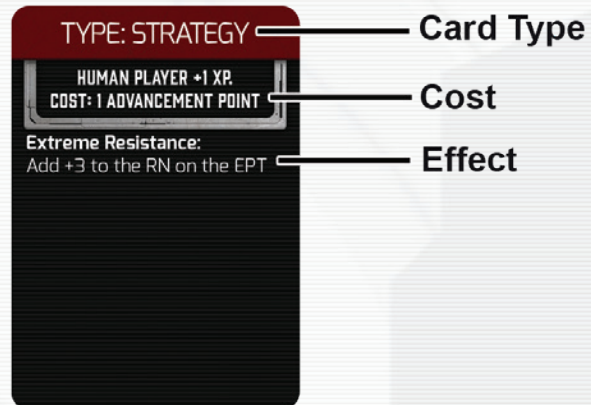 TYPE: STRATEGY
Card Type
HUMAN PLAYER +1 XP.
COST: 1 ADVANCEMENT POINT
Cost
Extreme Resistance:
Add +3 to the RN on the EPT
Effect